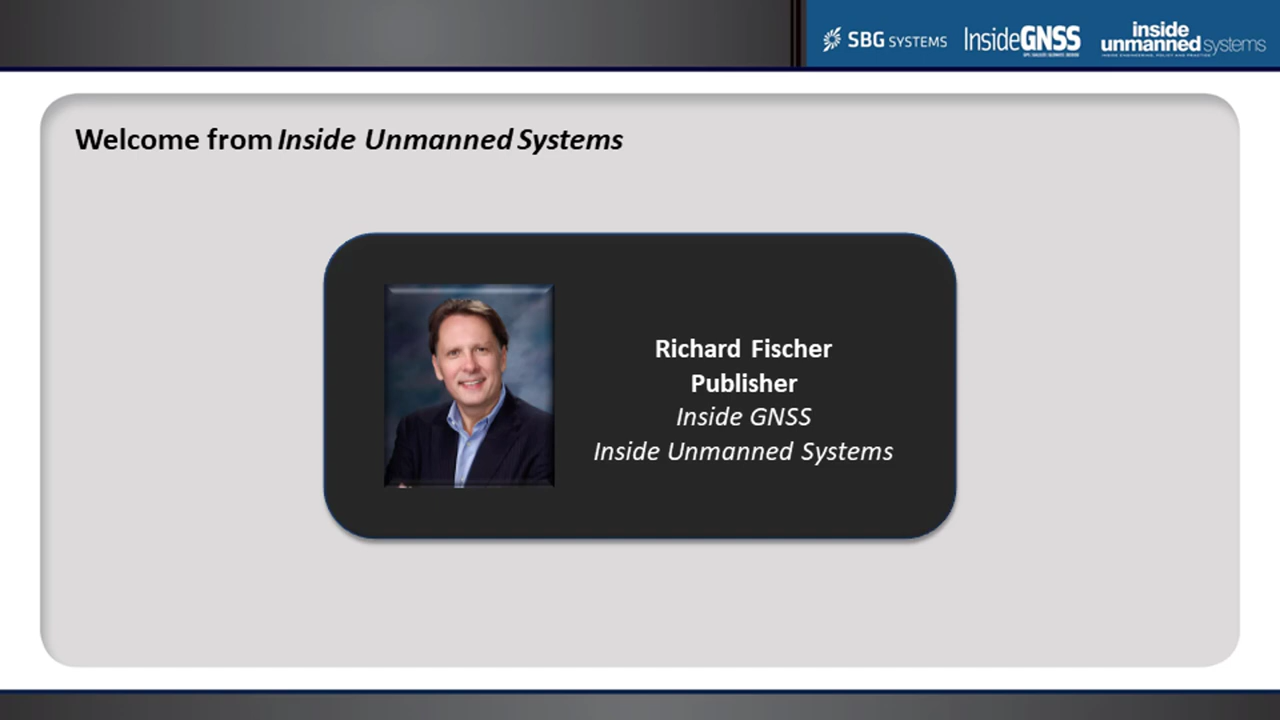 SBG SYSTEMS
InsideGNSS
inside
unmanned systems
Welcome from Inside Unmanned Systems
Richard Fischer
Publisher
Inside GNSS
Inside Unmanned Systems